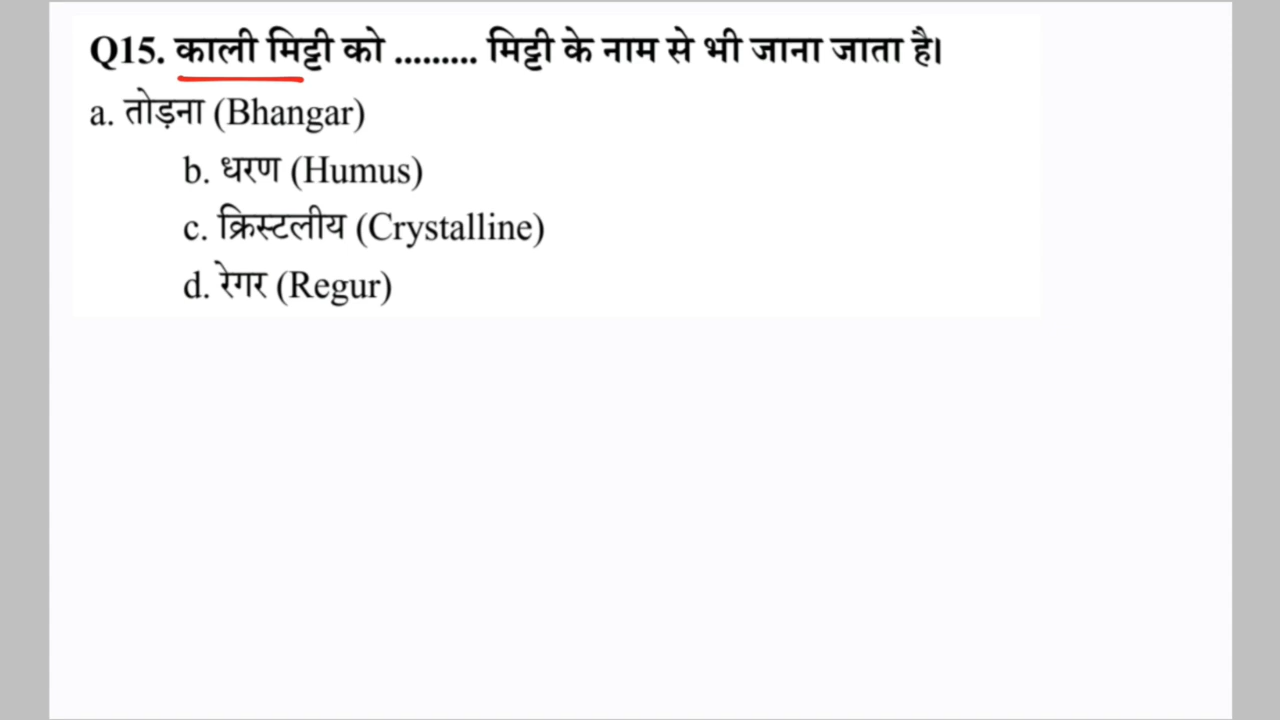 Q15. काली मिट्टी को ......... मिट्टी के नाम से भी जाना जाता है।
a. तोड़ना (Bhangar)
b. धरण (Humus)
c. क्रिस्टलीय (Crystalline)
d. रेगर (Regur)